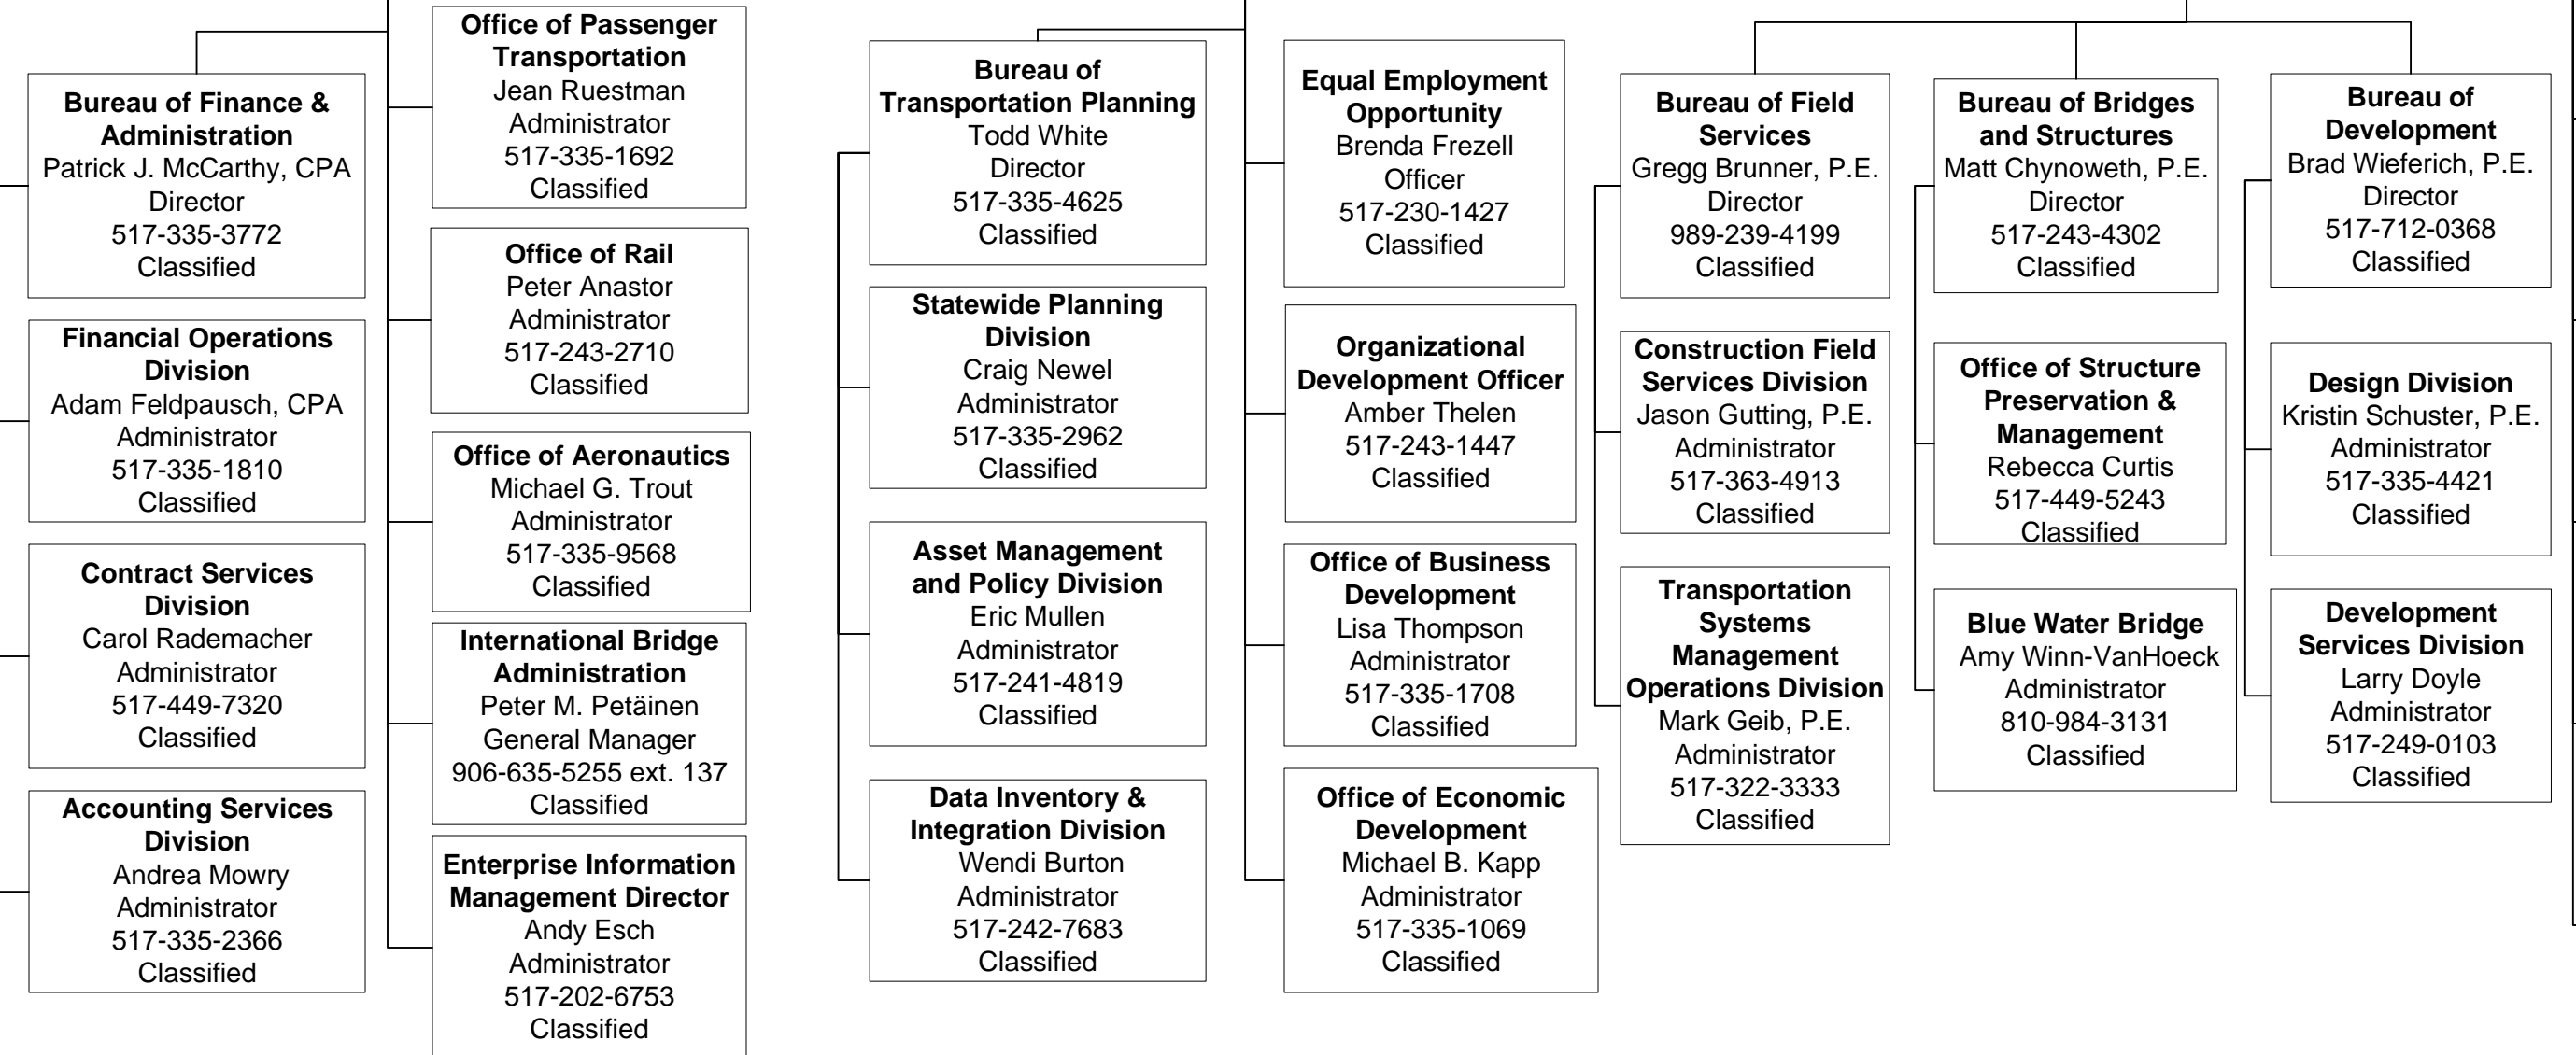 Bureau of Finance &
Administration
Patrick J. McCarthy, CPA
Director
517-335-3772
Classified
Financial Operations
Division
Adam Feldpausch, CPA
Administrator
517-335-1810
Classified
Contract Services
Division
Carol Rademacher
Administrator
517-449-7320
Classified
Accounting Services
Division
Andrea Mowry
Administrator
517-335-2366
Classified
Office of Passenger
Transportation
Jean Ruestman
Administrator
517-335-1692
Classified
Office of Rail
Peter Anastor
Administrator
517-243-2710
Classified
Office of Aeronautics
Michael G. Trout
Administrator
517-335-9568
Classified
International Bridge
Administration
Peter M. Petäinen
General Manager
906-635-5255 ext. 137
Classified
Enterprise Information
Management Director
Andy Esch
Administrator
517-202-6753
Classified
Bureau of
Transportation Planning
Todd White
Director
517-335-4625
Classified
Statewide Planning
Division
Craig Newel
Administrator
517-335-2962
Classified
Asset Management
and Policy Division
Eric Mullen
Administrator
517-241-4819
Classified
Data Inventory &
Integration Division
Wendi Burton
Administrator
517-242-7683
Classified
Equal Employment
Opportunity
Brenda Frezell
Officer
517-230-1427
Classified
Organizational
Development Officer
Amber Thelen
517-243-1447
Classified
Office of Business
Development
Lisa Thompson
Administrator
517-335-1708
Classified
Office of Economic
Development
Michael B. Kapp
Administrator
517-335-1069
Classified
Bureau of Field
Services
Gregg Brunner, P.E.
Director
989-239-4199
Classified
Construction Field
Services Division
Jason Gutting, P.E.
Administrator
517-363-4913
Classified
Transportation
Systems
Management
Operations Division
Mark Geib, P.E.
Administrator
517-322-3333
Classified
Bureau of Bridges
and Structures
Matt Chynoweth, P.E.
Director
517-243-4302
Classified
Office of Structure
Preservation &
Management
Rebecca Curtis
517-449-5243
Classified
Blue Water Bridge
Amy Winn-VanHoeck
Administrator
810-984-3131
Classified
Bureau of
Development
Brad Wieferich, P.E.
Director
517-712-0368
Classified
Design Division
Kristin Schuster, P.E.
Administrator
517-335-4421
Classified
Development
Services Division
Larry Doyle
Administrator
517-249-0103
Classified